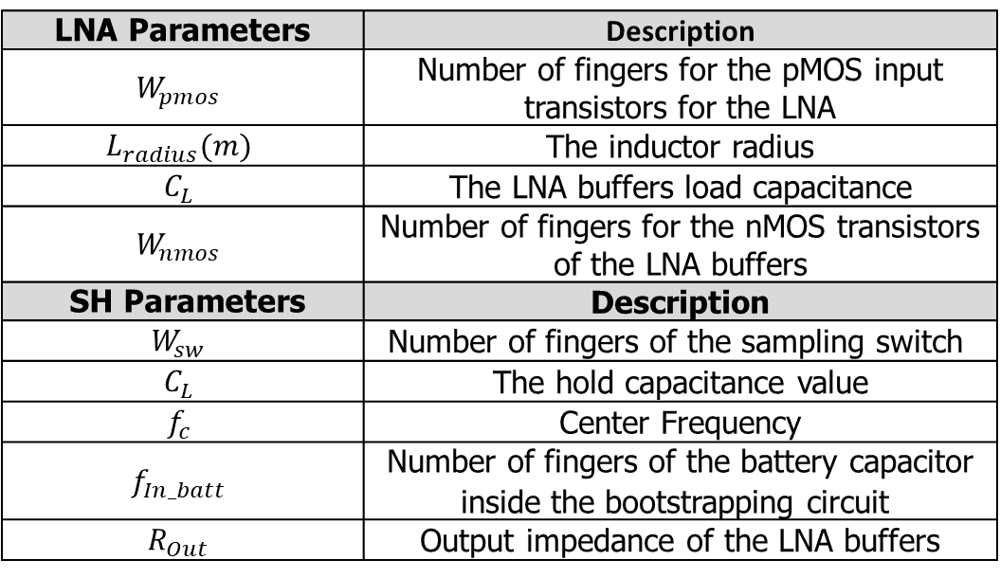 LNA Parameters Description
W_{pmos} Number of fingers for the pMOS input
transistors for the LNA
L_{radius}(m) The inductor radius
C_L The LNA buffers load capacitance
W_{nmos} Number of fingers for the nMOS transistors
of the LNA buffers
SH Parameters Description
W_{sw} Number of fingers of the sampling switch
C_L The hold capacitance value
f_c Center Frequency
f_{In_batt} Number of fingers of the battery capacitor
inside the bootstrapping circuit
R_{Out} Output impedance of the LNA buffers